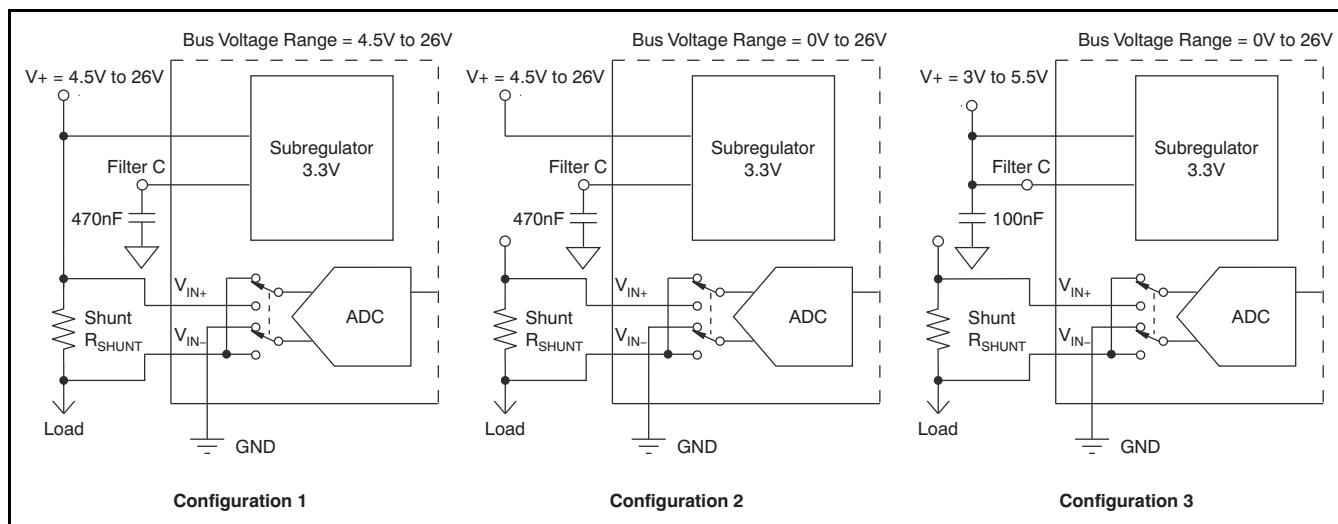 Bus Voltage Range = 4.5V to 26V
V+ = 4.5V to 26V
Subregulator
3.3V
Filter C
470nF
VIN+
Shunt
RSHUNT
VIN–
ADC
Load
GND
Configuration 1
Bus Voltage Range = 0V to 26V
V+ = 4.5V to 26V
Subregulator
3.3V
Filter C
470nF
VIN+
Shunt
RSHUNT
VIN–
ADC
Load
GND
Configuration 2
Bus Voltage Range = 0V to 26V
V+ = 3V to 5.5V
Subregulator
3.3V
Filter C
100nF
VIN+
Shunt
RSHUNT
VIN–
ADC
Load
GND
Configuration 3